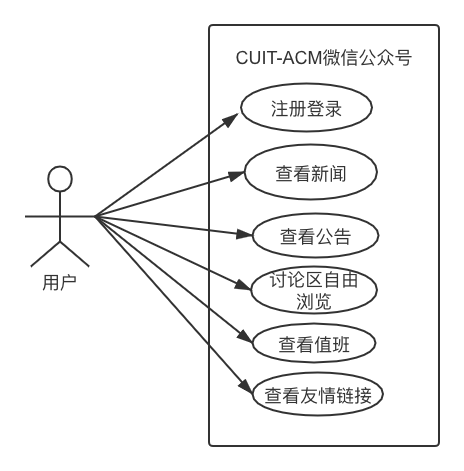 CUIT-ACM微信公众号
注册登录
查看新闻
查看公告
讨论区自由
浏览
用户
查看值班
查看友情链接